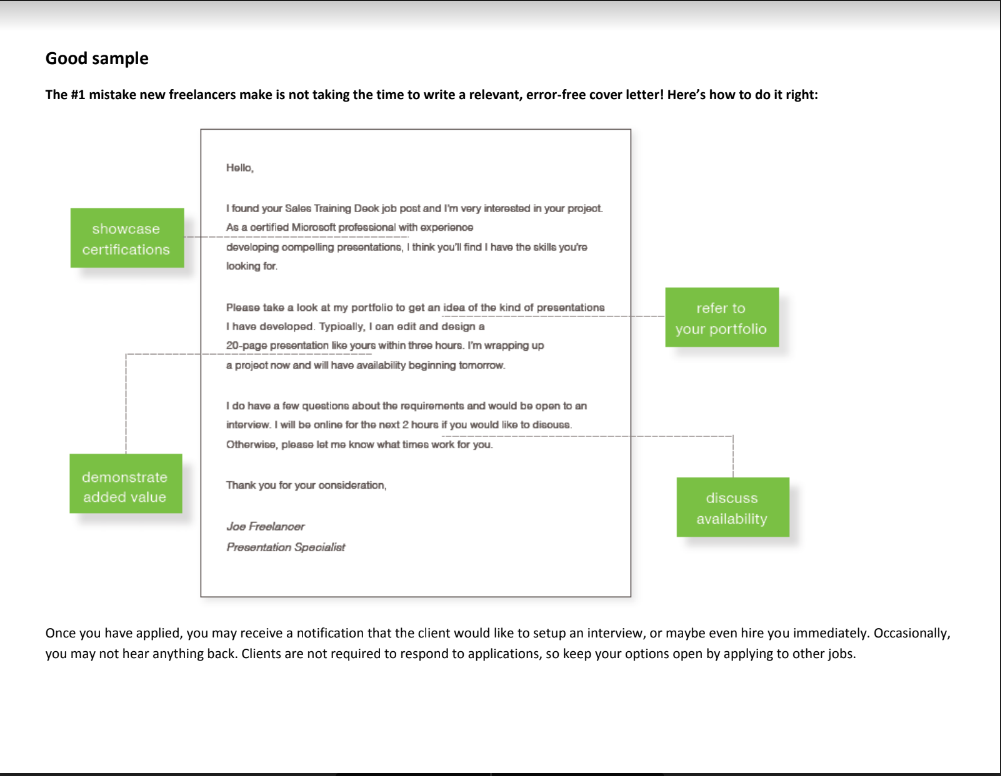 Good sample
The #1 mistake new freelancers make is not taking the time to write a relevant, error-free cover letter! Here's how to do it right:
Hello,
I found your Sales Training Deck job post and I'm very interested in your project.
As a certified Microsoft professional with experience
developing compelling presentations, I think you'll find I have the skills you're
looking for.
showcase
certifications
Please take a look at my portfolio to get an idea of the kind of presentations
I have developed. Typically, I can edit and design a
20-page presentation like yours within three hours. I'm wrapping up
a project now and will have availability beginning tomorrow.
refer to
your portfolio
I do have a few questions about the requirements and would be open to an
interview. I will be online for the next 2 hours if you would like to discuss.
Otherwise, please let me know what times work for you.
demonstrate
added value
Thank you for your consideration,
discuss
availability
Joe Freelancer
Presentation Specialist
Once you have applied, you may receive a notification that the client would like to setup an interview, or maybe even hire you immediately. Occasionally,
you may not hear anything back. Clients are not required to respond to applications, so keep your options open by applying to other jobs.